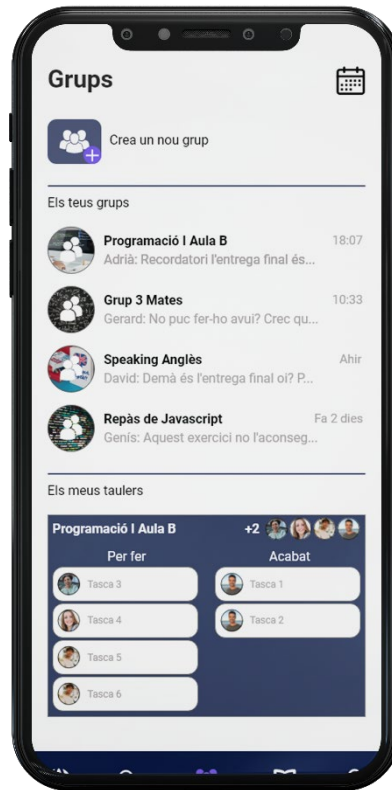 Grups
Crea un nou grup
Els teus grups
Programació I Aula B 18:07
Adrià: Recordatori l'entrega final és...
Grup 3 Mates 10:33
Gerard: No puc fer-ho avui? Crec qu...
Speaking Anglès Ahir
David: Demà és l'entrega final oi? P...
Repàs de Javascript Fa 2 dies
Genís: Aquest exercici no l'aconseg...
Els meus taulers
Programació I Aula B +2
Per fer Acabat
Tasca 3 Tasca 1
Tasca 4 Tasca 2
Tasca 5
Tasca 6